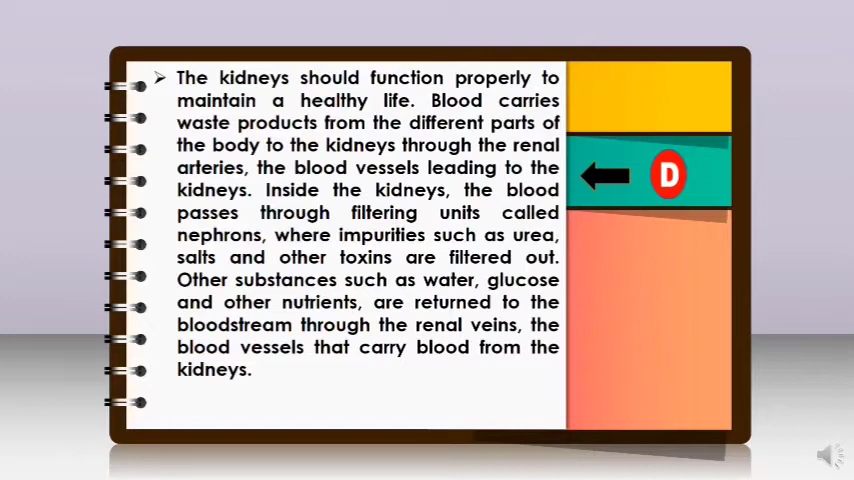 ➢ The kidneys should function properly to
maintain a healthy life. Blood carries
waste products from the different parts of
the body to the kidneys through the renal
arteries, the blood vessels leading to the
kidneys. Inside the kidneys, the blood
passes through filtering units called
nephrons, where impurities such as urea,
salts and other toxins are filtered out.
Other substances such as water, glucose
and other nutrients, are returned to the
bloodstream through the renal veins, the
blood vessels that carry blood from the
kidneys.
D